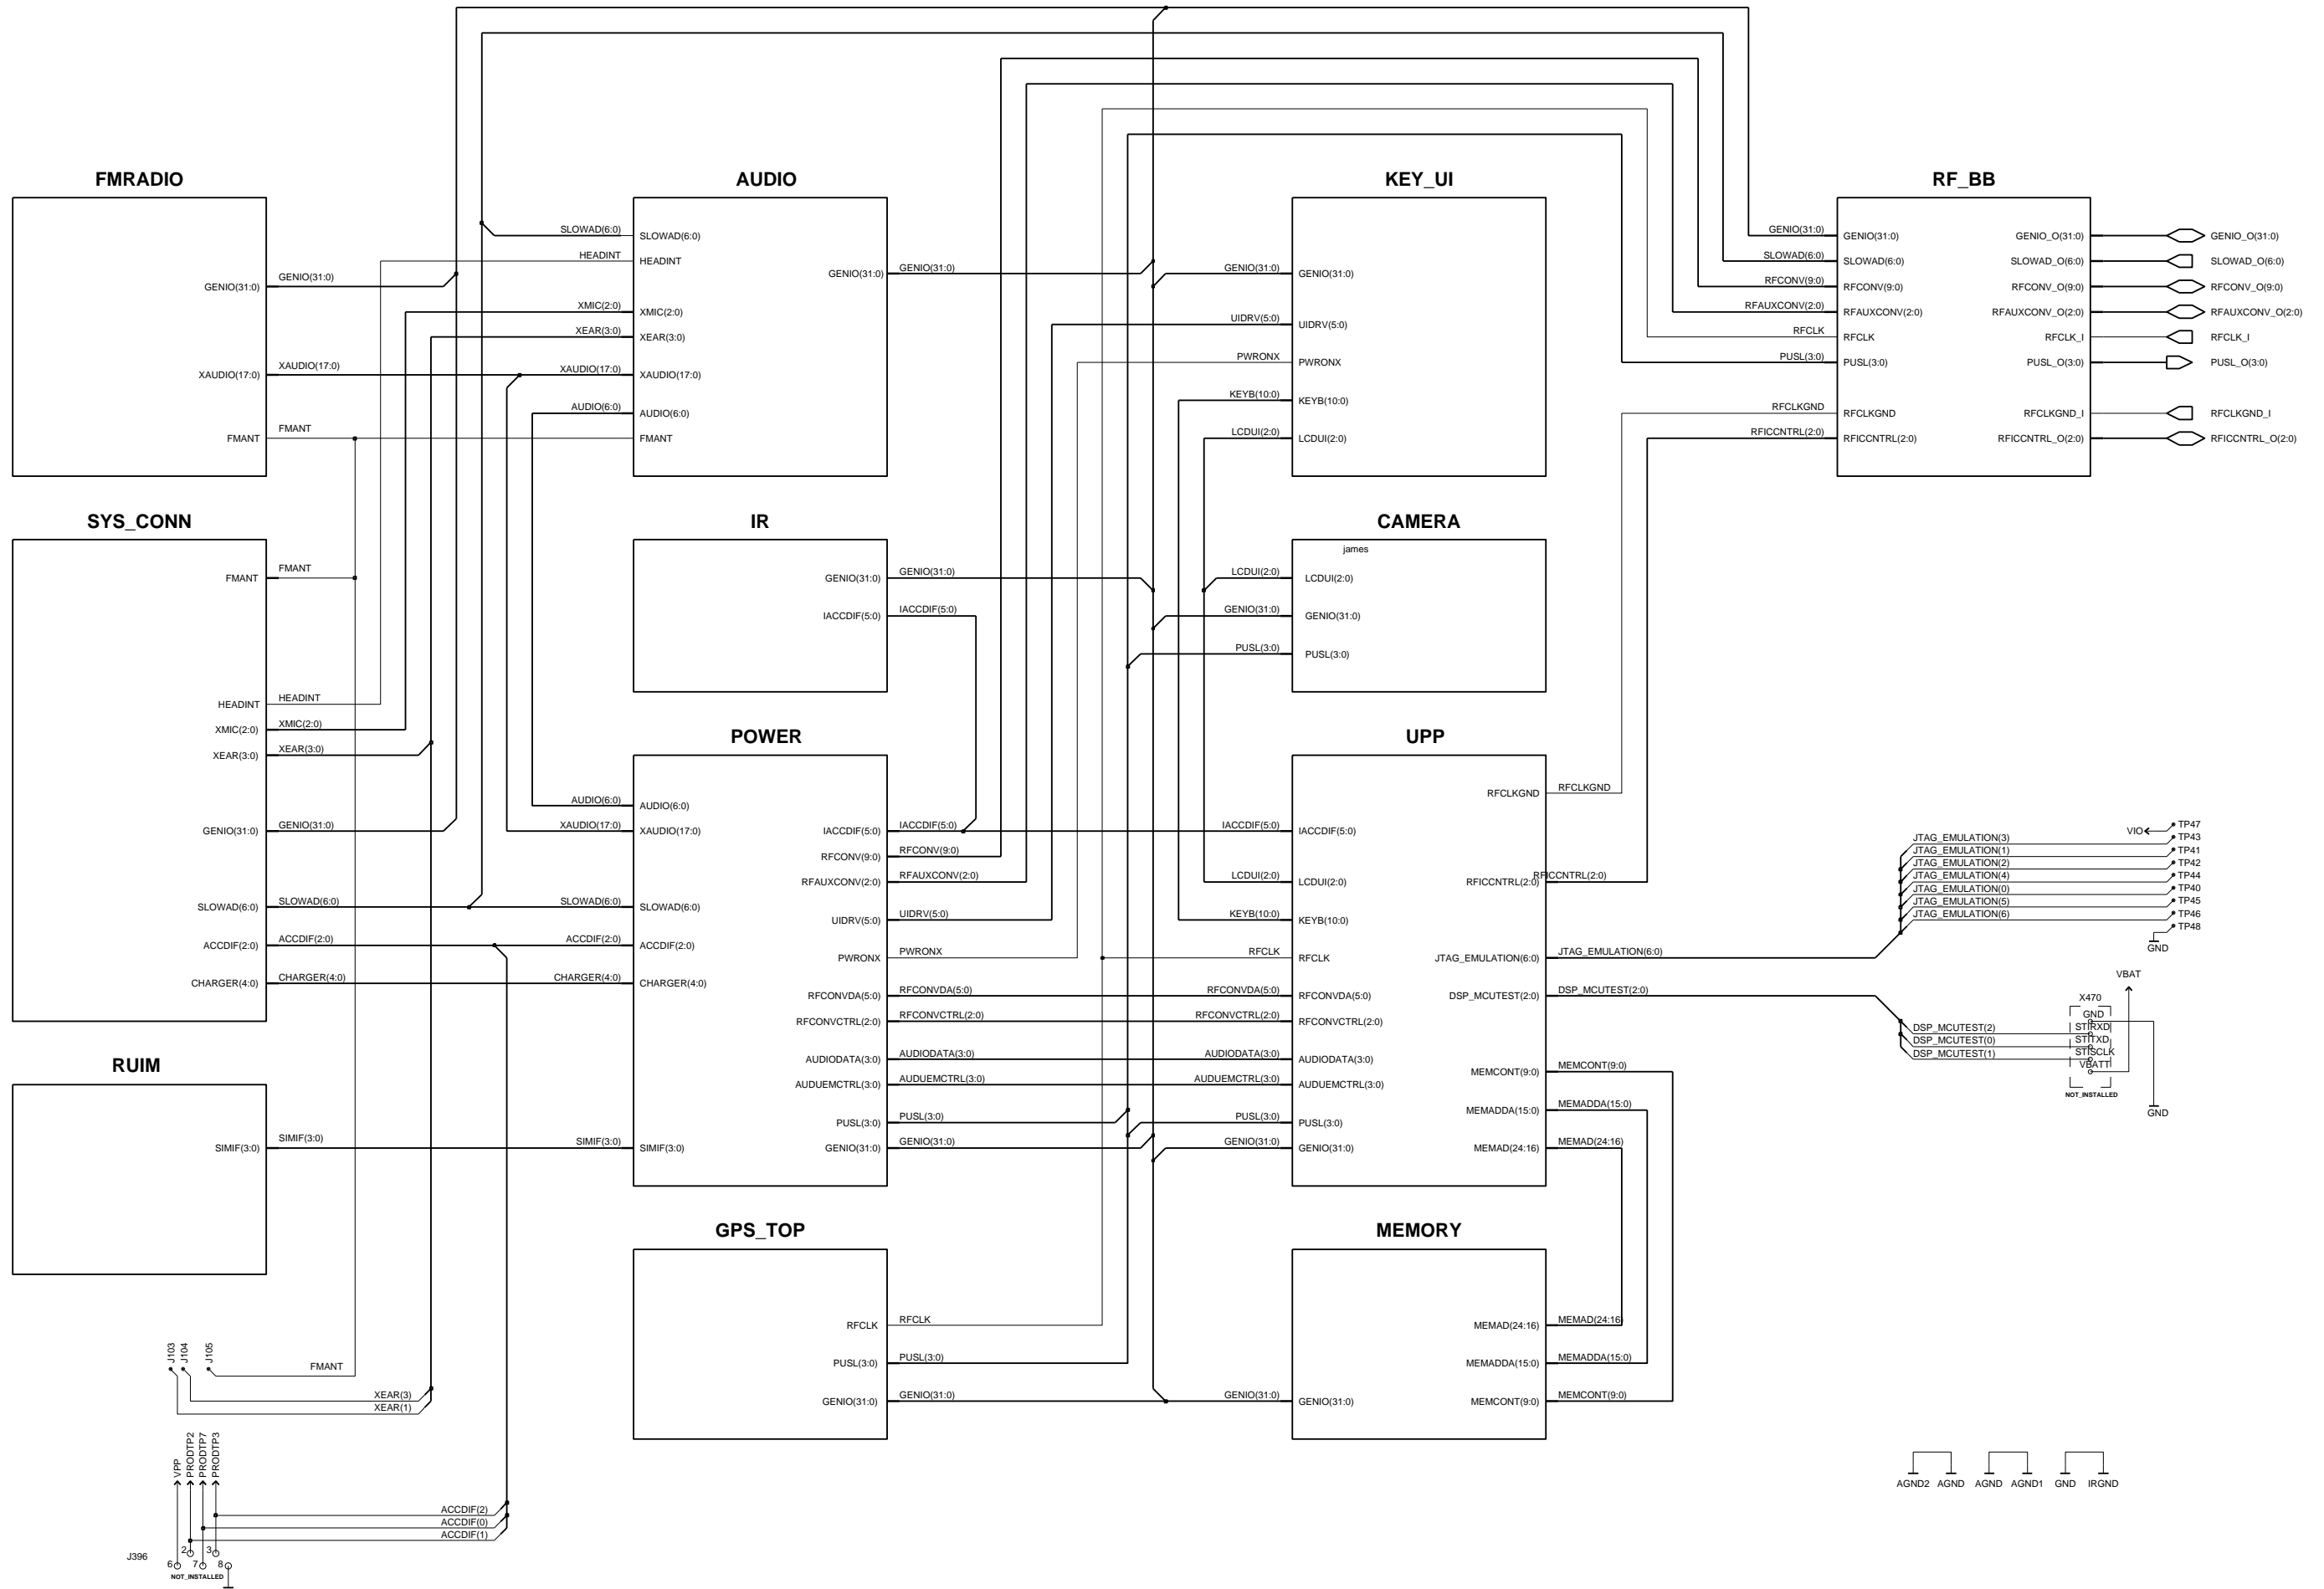 FMRADIO
GENIO(31:0) GENIO(31:0)
XAUDIO(17:0) XAUDIO(17:0)
FMANT FMANT
AUDIO
SLOWAD(6:0) SLOWAD(6:0)
HEADINT HEADINT
GENIO(31:0) GENIO(31:0)
XMIC(2:0) XMIC(2:0)
XEAR(3:0) XEAR(3:0)
XAUDIO(17:0) XAUDIO(17:0)
AUDIO(6:0) AUDIO(6:0)
FMANT
KEY_UI
GENIO(31:0) GENIO(31:0)
UIDRV(5:0) UIDRV(5:0)
PWRONX PWRONX
KEYB(10:0) KEYB(10:0)
LCDUI(2:0) LCDUI(2:0)
RF_BB
GENIO(31:0) GENIO(31:0) GENIO_O(31:0) GENIO_O(31:0)
SLOWAD(6:0) SLOWAD(6:0) SLOWAD_O(6:0) SLOWAD_O(6:0)
RFCONV(9:0) RFCONV(9:0) RFCONV_O(9:0) RFCONV_O(9:0)
RFAUXCONV(2:0) RFAUXCONV(2:0) RFAUXCONV_O(2:0) RFAUXCONV_O(2:0)
RFCLK RFCLK RFCLK_I RFCLK_I
PUSL(3:0) PUSL(3:0) PUSL_O(3:0) PUSL_O(3:0)
RFCLKGND RFCLKGND RFCLKGND_I RFCLKGND_I
RFICCNTRL(2:0) RFICCNTRL(2:0) RFICCNTRL_O(2:0) RFICCNTRL_O(2:0)
SYS_CONN
FMANT FMANT
HEADINT HEADINT
XMIC(2:0) XMIC(2:0)
XEAR(3:0) XEAR(3:0)
GENIO(31:0) GENIO(31:0)
SLOWAD(6:0) SLOWAD(6:0)
ACCDIF(2:0) ACCDIF(2:0)
CHARGER(4:0) CHARGER(4:0)
IR
GENIO(31:0) GENIO(31:0)
IACCDIF(5:0) IACCDIF(5:0)
CAMERA
james
LCDUI(2:0) LCDUI(2:0)
GENIO(31:0) GENIO(31:0)
PUSL(3:0) PUSL(3:0)
POWER
AUDIO(6:0) AUDIO(6:0)
XAUDIO(17:0) XAUDIO(17:0) IACCDIF(5:0) IACCDIF(5:0)
RFCONV(9:0) RFCONV(9:0)
RFAUXCONV(2:0) RFAUXCONV(2:0)
SLOWAD(6:0) SLOWAD(6:0)
UIDRV(5:0) UIDRV(5:0)
ACCDIF(2:0) ACCDIF(2:0)
PWRONX PWRONX
CHARGER(4:0) CHARGER(4:0)
RFCONVDA(5:0) RFCONVDA(5:0)
RFCONVCTRL(2:0) RFCONVCTRL(2:0)
AUDIODATA(3:0) AUDIODATA(3:0)
AUDUEMCTRL(3:0) AUDUEMCTRL(3:0)
PUSL(3:0) PUSL(3:0)
SIMIF(3:0) SIMIF(3:0) GENIO(31:0) GENIO(31:0)
UPP
RFCLKGND RFCLKGND
IACCDIF(5:0) IACCDIF(5:0)
LCDUI(2:0) LCDUI(2:0) RFICCNTRL(2:0) RFICCNTRL(2:0)
KEYB(10:0) KEYB(10:0)
RFCLK RFCLK JTAG_EMULATION(6:0) JTAG_EMULATION(6:0)
RFCONVDA(5:0) RFCONVDA(5:0) DSP_MCUTEST(2:0) DSP_MCUTEST(2:0)
RFCONVCTRL(2:0) RFCONVCTRL(2:0)
AUDIODATA(3:0) AUDIODATA(3:0)
MEMCONT(9:0) MEMCONT(9:0)
AUDUEMCTRL(3:0) AUDUEMCTRL(3:0)
MEMADDA(15:0) MEMADDA(15:0)
PUSL(3:0) PUSL(3:0)
GENIO(31:0) GENIO(31:0) MEMAD(24:16) MEMAD(24:16)
VIO TP47
JTAG_EMULATION(3) TP43
JTAG_EMULATION(1) TP41
JTAG_EMULATION(2) TP42
JTAG_EMULATION(4) TP44
JTAG_EMULATION(0) TP40
JTAG_EMULATION(5) TP45
JTAG_EMULATION(6) TP46
TP48
GND
VBAT
X470
GND
DSP_MCUTEST(2) STIRXD
DSP_MCUTEST(0) STITXD
DSP_MCUTEST(1) STISCLK
VBATT
NOT_INSTALLED
GND
RUIM
SIMIF(3:0) SIMIF(3:0)
GPS_TOP
RFCLK RFCLK
PUSL(3:0) PUSL(3:0)
GENIO(31:0) GENIO(31:0)
MEMORY
MEMAD(24:16) MEMAD(24:16)
MEMADDA(15:0) MEMADDA(15:0)
GENIO(31:0) GENIO(31:0) MEMCONT(9:0) MEMCONT(9:0)
J103 J104 J105
FMANT
XEAR(3)
XEAR(1)
VPP PRODTP2 PRODTP7 PRODTP3
ACCDIF(2)
ACCDIF(0)
ACCDIF(1)
J396
2 3
6 7 8
NOT_INSTALLED
AGND2 AGND AGND AGND1 GND IRGND